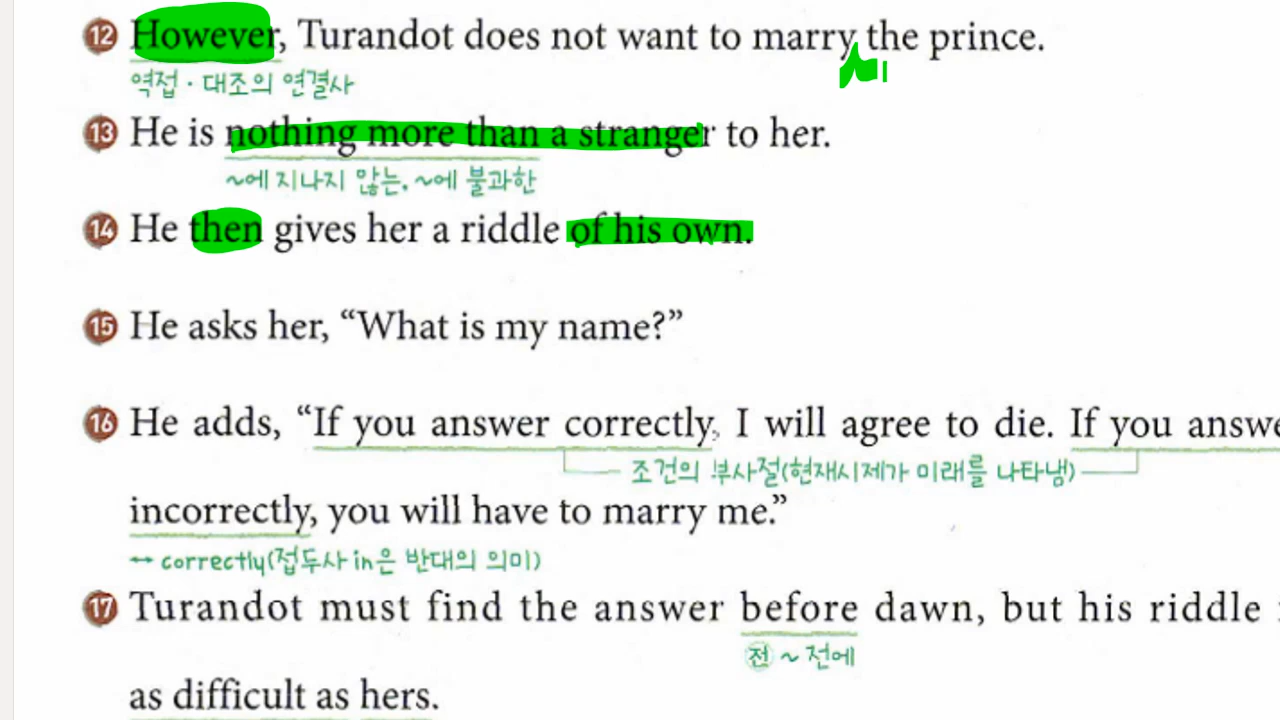 12 However, Turandot does not want to marry the prince.
역접 · 대조의 연결사
13 He is nothing more than a stranger to her.
~에 지나지 않는, ~에 불과한
14 He then gives her a riddle of his own.
15 He asks her, “What is my name?”
16 He adds, “If you answer correctly, I will agree to die. If you answe
조건의 부사절(현재시제가 미래를 나타냄)
incorrectly, you will have to marry me.”
↔ correctly(접두사 in은 반대의 의미)
17 Turandot must find the answer before dawn, but his riddle
전 ~ 전에
as difficult as hers.